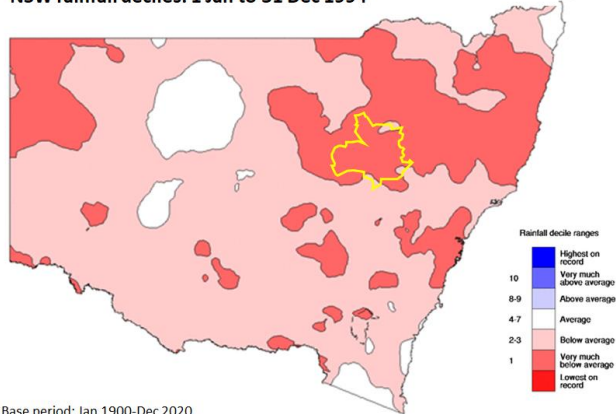 NSW rainfall deciles: 1 Jan to 31 Dec 1994
Rainfall decile ranges
Highest on
record
10 Very much
above average
8-9 Above average
4-7 Average
2-3 Below average
1 Very much
below average
Lowest on
record
Base period: Jan 1900-Dec 2020